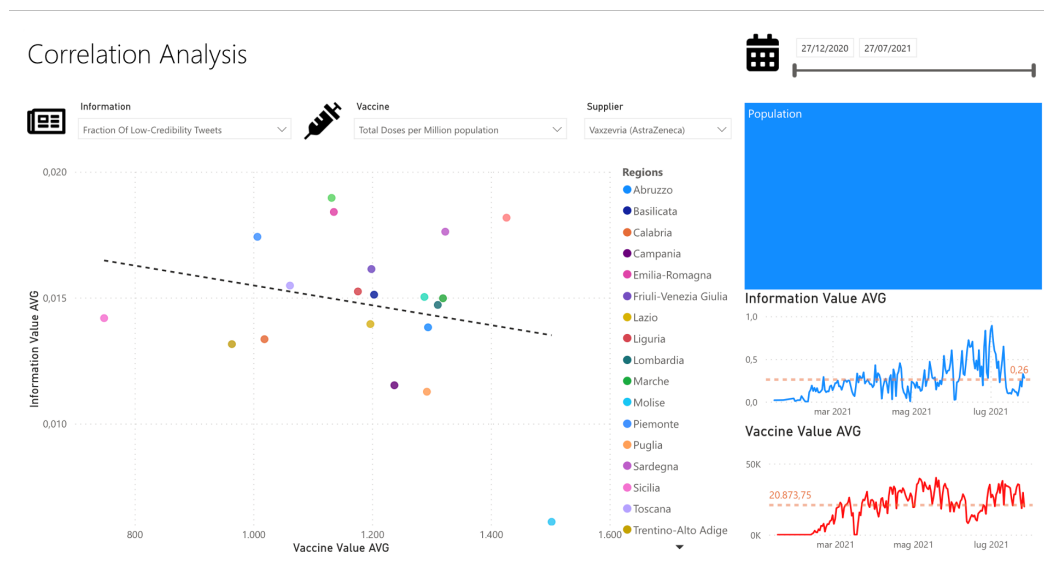 Correlation Analysis
27/12/2020 27/07/2021
Information
Fraction Of Low-Credibility Tweets
Vaccine
Total Doses per Million population
Supplier
Vaxzevria (AstraZeneca)
Information Value AVG
0,020
0,015
0,010
800 1.000 1.200 1.400 1.600
Vaccine Value AVG
Regions
Abruzzo
Basilicata
Calabria
Campania
Emilia-Romagna
Friuli-Venezia Giulia
Lazio
Liguria
Lombardia
Marche
Molise
Piemonte
Puglia
Sardegna
Sicilia
Toscana
Trentino-Alto Adige
Population
Information Value AVG
1,0
0,5
0,0
0,26
mar 2021 mag 2021 lug 2021
Vaccine Value AVG
50K
20.873,75
0K
mar 2021 mag 2021 lug 2021